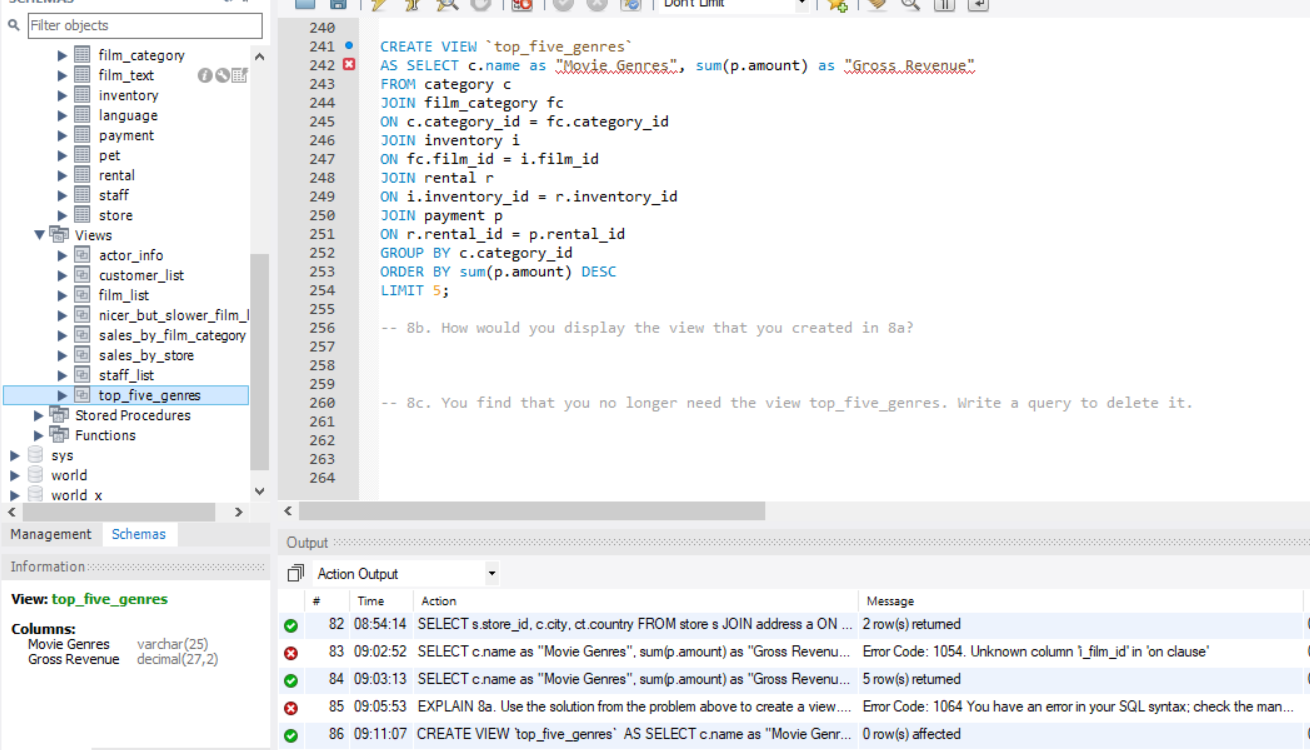 SCHEMAS
Filter objects
film_category
film_text
inventory
language
payment
pet
rental
staff
store
Views
actor_info
customer_list
film_list
nicer_but_slower_film_l
sales_by_film_category
sales_by_store
staff_list
top_five_genres
Stored Procedures
Functions
sys
world
world_x
Management Schemas
Information
View: top_five_genres
Columns:
Movie Genres varchar(25)
Gross Revenue decimal(27,2)
Don't Limit
240
241 CREATE VIEW `top_five_genres`
242 AS SELECT c.name as "Movie Genres", sum(p.amount) as "Gross Revenue"
243 FROM category c
244 JOIN film_category fc
245 ON c.category_id = fc.category_id
246 JOIN inventory i
247 ON fc.film_id = i.film_id
248 JOIN rental r
249 ON i.inventory_id = r.inventory_id
250 JOIN payment p
251 ON r.rental_id = p.rental_id
252 GROUP BY c.category_id
253 ORDER BY sum(p.amount) DESC
254 LIMIT 5;
255
256 -- 8b. How would you display the view that you created in 8a?
257
258
259
260 -- 8c. You find that you no longer need the view top_five_genres. Write a query to delete it.
261
262
263
264
Output
Action Output
# Time Action Message
82 08:54:14 SELECT s.store_id, c.city, ct.country FROM store s JOIN address a ON ... 2 row(s) returned
83 09:02:52 SELECT c.name as "Movie Genres", sum(p.amount) as "Gross Revenu... Error Code: 1054. Unknown column 'i_film_id' in 'on clause'
84 09:03:13 SELECT c.name as "Movie Genres", sum(p.amount) as "Gross Revenu... 5 row(s) returned
85 09:05:53 EXPLAIN 8a. Use the solution from the problem above to create a view.... Error Code: 1064 You have an error in your SQL syntax; check the man...
86 09:11:07 CREATE VIEW `top_five_genres` AS SELECT c.name as "Movie Genr... 0 row(s) affected